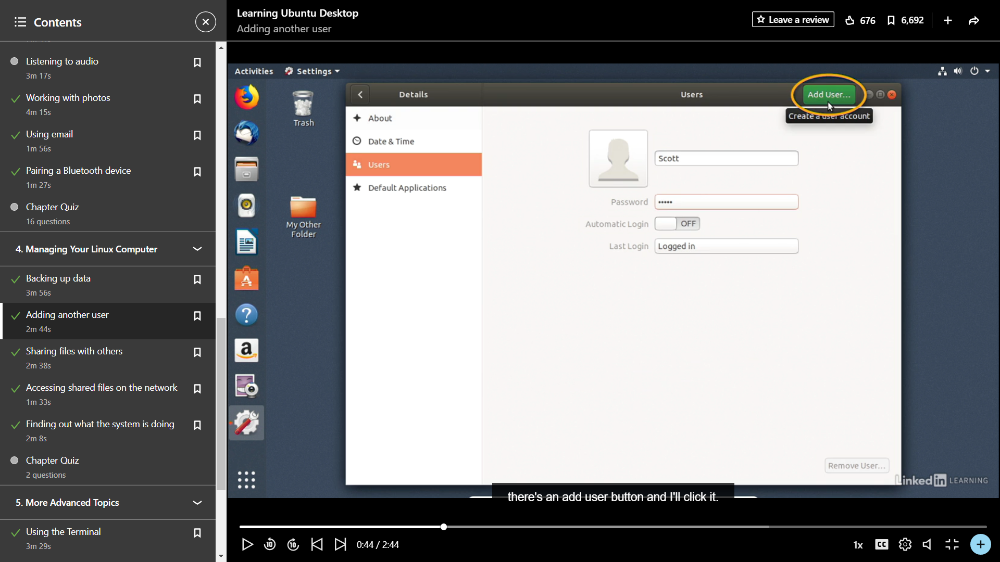 Contents
Learning Ubuntu Desktop
Adding another user
Leave a review
676
6,692
Listening to audio
3m 17s
Working with photos
4m 15s
Using email
1m 56s
Pairing a Bluetooth device
1m 27s
Chapter Quiz
16 questions
4. Managing Your Linux Computer
Backing up data
3m 56s
Adding another user
2m 44s
Sharing files with others
2m 38s
Accessing shared files on the network
1m 33s
Finding out what the system is doing
2m 8s
Chapter Quiz
2 questions
5. More Advanced Topics
Using the Terminal
3m 29s
Activities
Settings
Trash
My Other
Folder
Details
Users
Add User...
Create a user account
About
Date & Time
Users
Default Applications
Scott
Password
•••••
Automatic Login
OFF
Last Login
Logged in
Remove User...
Linked in LEARNING
there's an add user button and I'll click it.
10
10
0:44 / 2:44
1x
CC